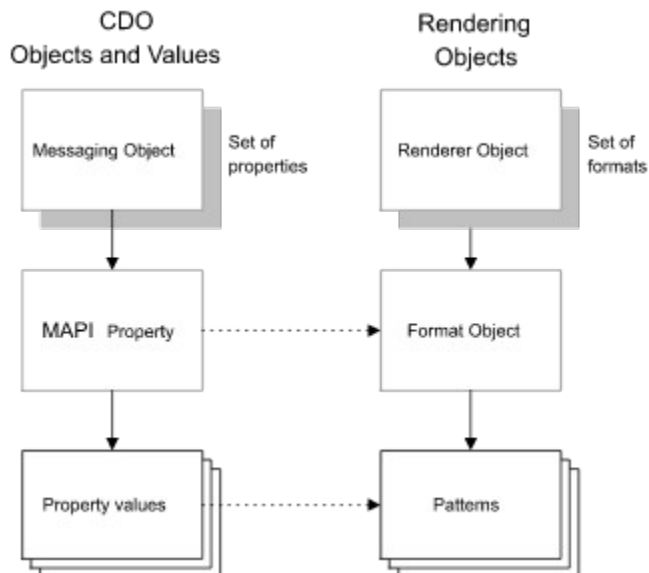 CDO
Objects and Values
Rendering
Objects
Messaging Object
Set of
properties
Renderer Object
Set of
formats
MAPI Property
Format Object
Property values
Patterns